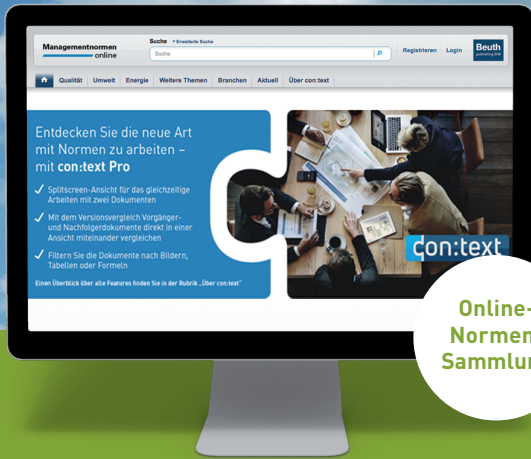 Managementnormen
online
Suche + Erweiterte Suche
Suche
Registrieren Login
Beuth
publishing DIN
Qualität Umwelt Energie Weitere Themen Branchen Aktuell Über con:text
Entdecken Sie die neue Art
mit Normen zu arbeiten –
mit con:text Pro
✓ Splitscreen-Ansicht für das gleichzeitige
Arbeiten mit zwei Dokumenten
✓ Mit dem Versionsvergleich Vorgänger-
und Nachfolgerdokumente direkt in einer
Ansicht miteinander vergleichen
✓ Filtern Sie die Dokumente nach Bildern,
Tabellen oder Formeln
Einen Überblick über alle Features finden Sie in der Rubrik „Über con:text“
con:text
Online-
Normen
Sammlun